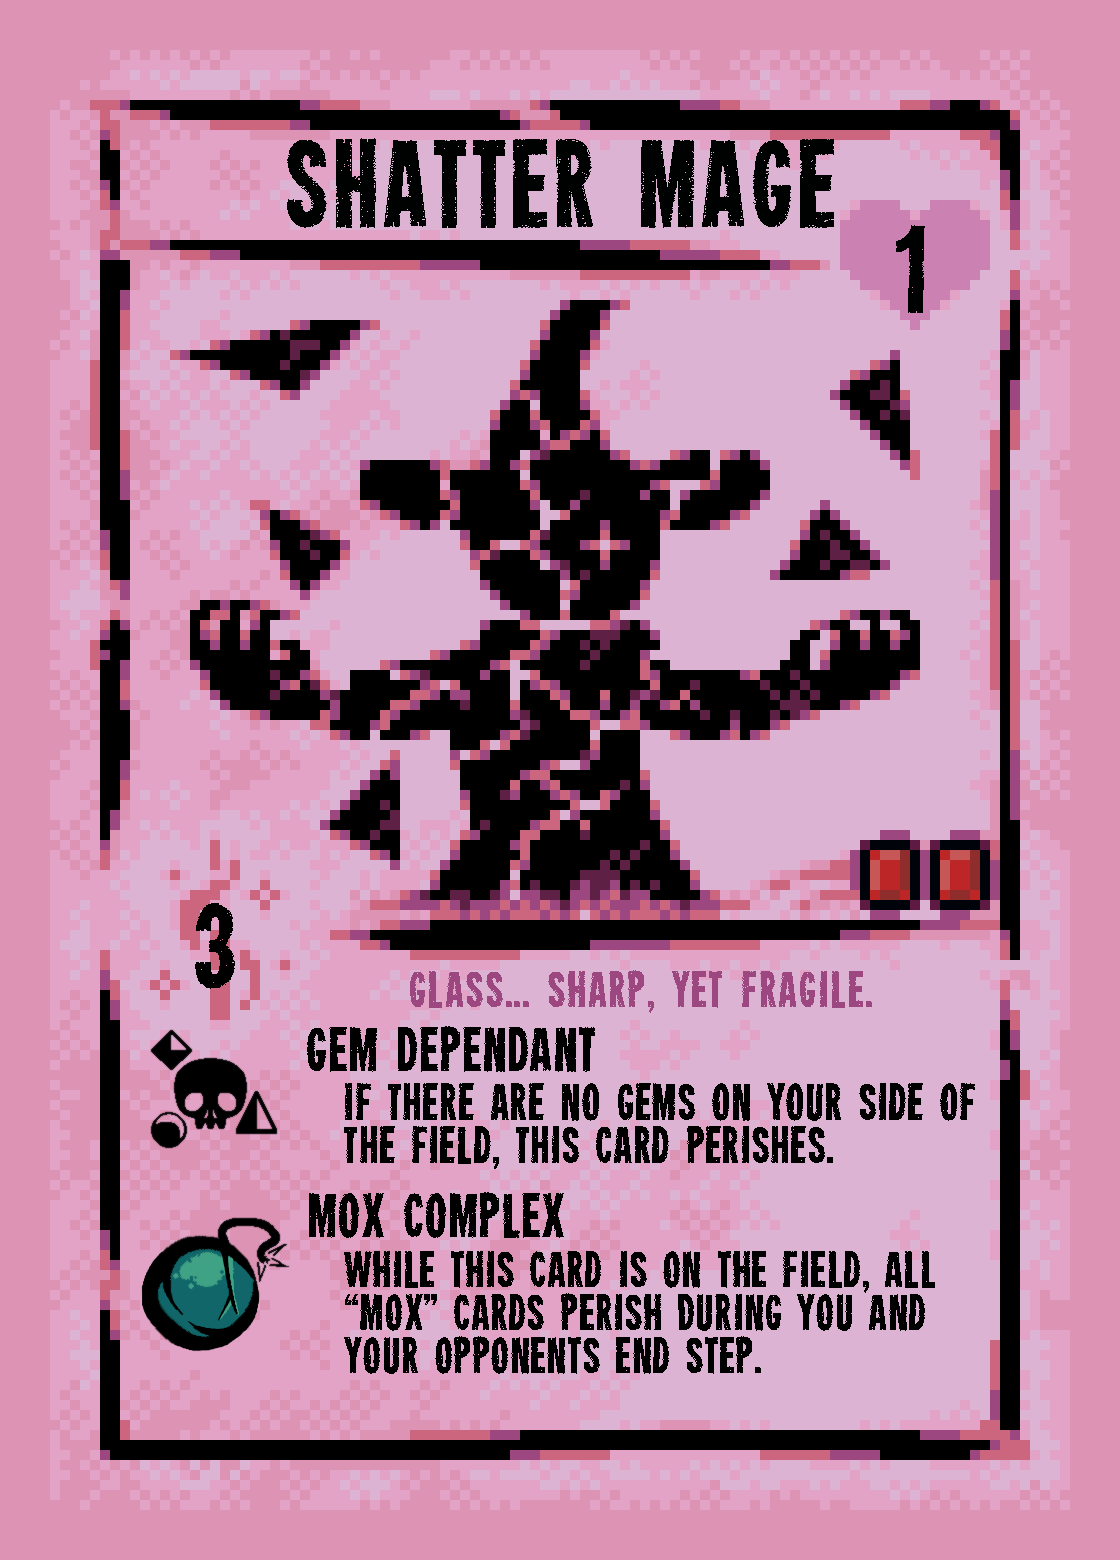 SHATTER MAGE
1
3
GLASS... SHARP, YET FRAGILE.
GEM DEPENDANT
IF THERE ARE NO GEMS ON YOUR SIDE OF
THE FIELD, THIS CARD PERISHES.
MOX COMPLEX
WHILE THIS CARD IS ON THE FIELD, ALL
“MOX” CARDS PERISH DURING YOU AND
YOUR OPPONENTS END STEP.